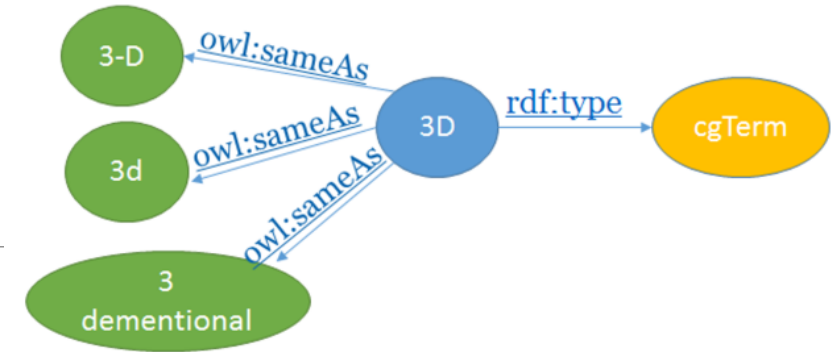 3-D
owl:sameAs
3D
rdf:type
cgTerm
3d
owl:sameAs
owl:sameAs
3
dementional